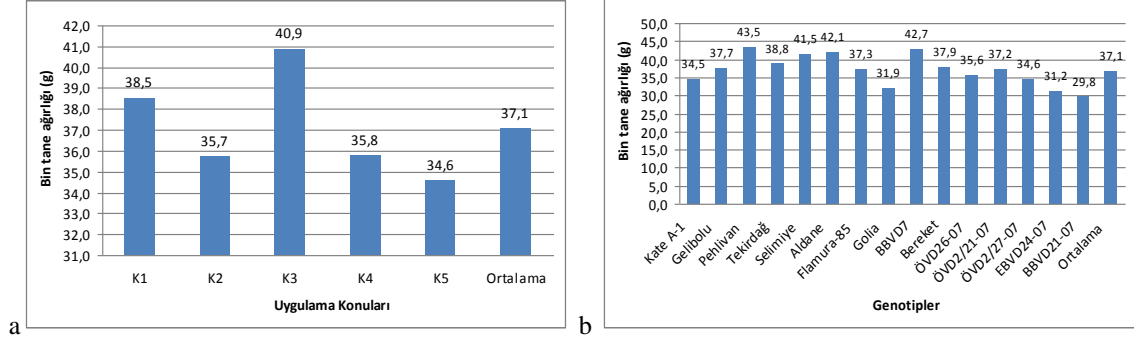 Bin tane ağırlığı (g)
42,0
41,0
40,0
39,0
38,0
37,0
36,0
35,0
34,0
33,0
32,0
31,0
38,5
35,7
40,9
35,8
34,6
37,1
K1 K2 K3 K4 K5 Ortalama
Uygulama Konuları
a
Bin tane ağırlığı (g)
50,0
45,0
40,0
35,0
30,0
25,0
20,0
15,0
10,0
5,0
0,0
34,5
37,7
43,5
38,8
41,5
42,1
37,3
31,9
42,7
37,9
35,6
37,2
34,6
31,2
29,8
37,1
Kate A-1
Gelibolu
Pehlivan
Tekirdağ
Selimiye
Aldane
Flamura-85
Golia
BBVD7
Bereket
ÖVD26-07
ÖVD2/21-07
ÖVD2/27-07
EBVD24-07
BBVD21-07
Ortalama
Genotipler
b